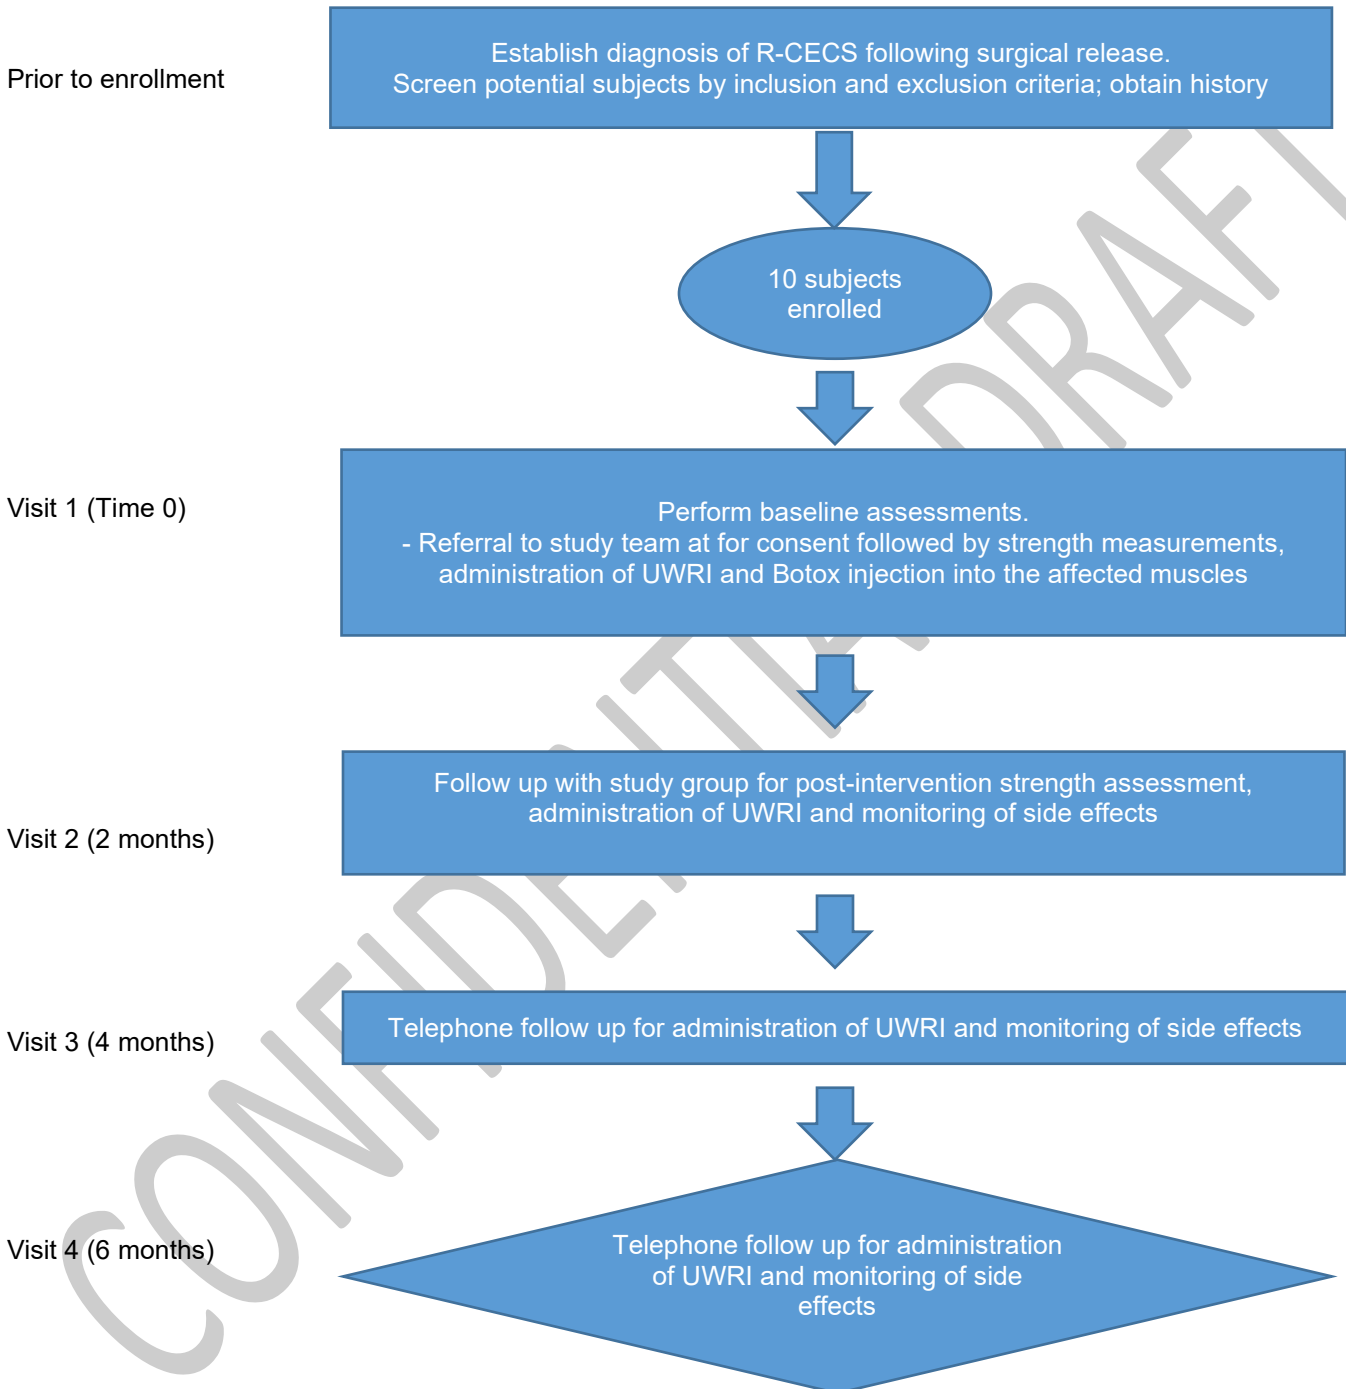 Prior to enrollment
Establish diagnosis of R-CECS following surgical release.
Screen potential subjects by inclusion and exclusion criteria; obtain history
10 subjects
enrolled
Visit 1 (Time 0)
Perform baseline assessments.
- Referral to study team at for consent followed by strength measurements,
administration of UWRI and Botox injection into the affected muscles
Visit 2 (2 months)
Follow up with study group for post-intervention strength assessment,
administration of UWRI and monitoring of side effects
Visit 3 (4 months)
Telephone follow up for administration of UWRI and monitoring of side effects
Visit 4 (6 months)
Telephone follow up for administration
of UWRI and monitoring of side
effects
CONFIDENTIAL DRAFT